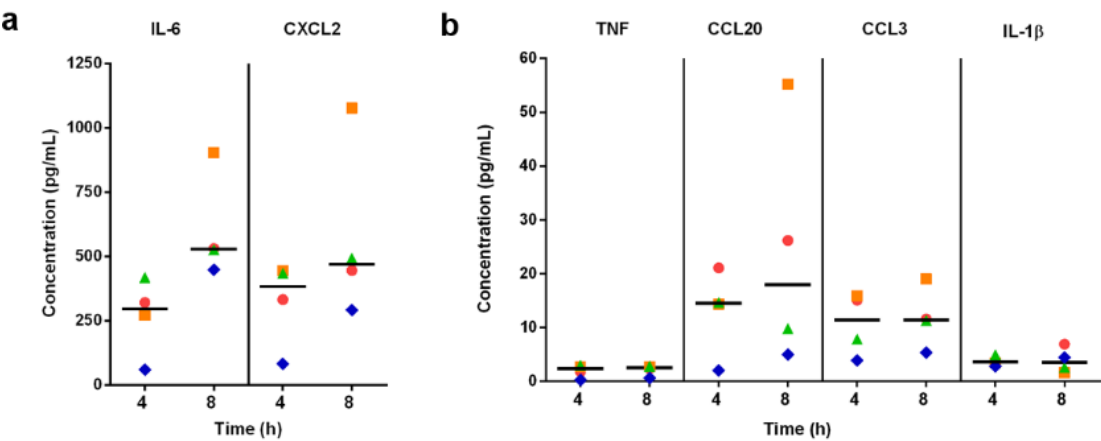 a
IL-6 CXCL2
1250
1000
750
500
250
0
Concentration (pg/mL)
4 8 4 8
Time (h)
b
TNF CCL20 CCL3 IL-1β
60
50
40
30
20
10
0
Concentration (pg/mL)
4 8 4 8 4 8 4 8
Time (h)